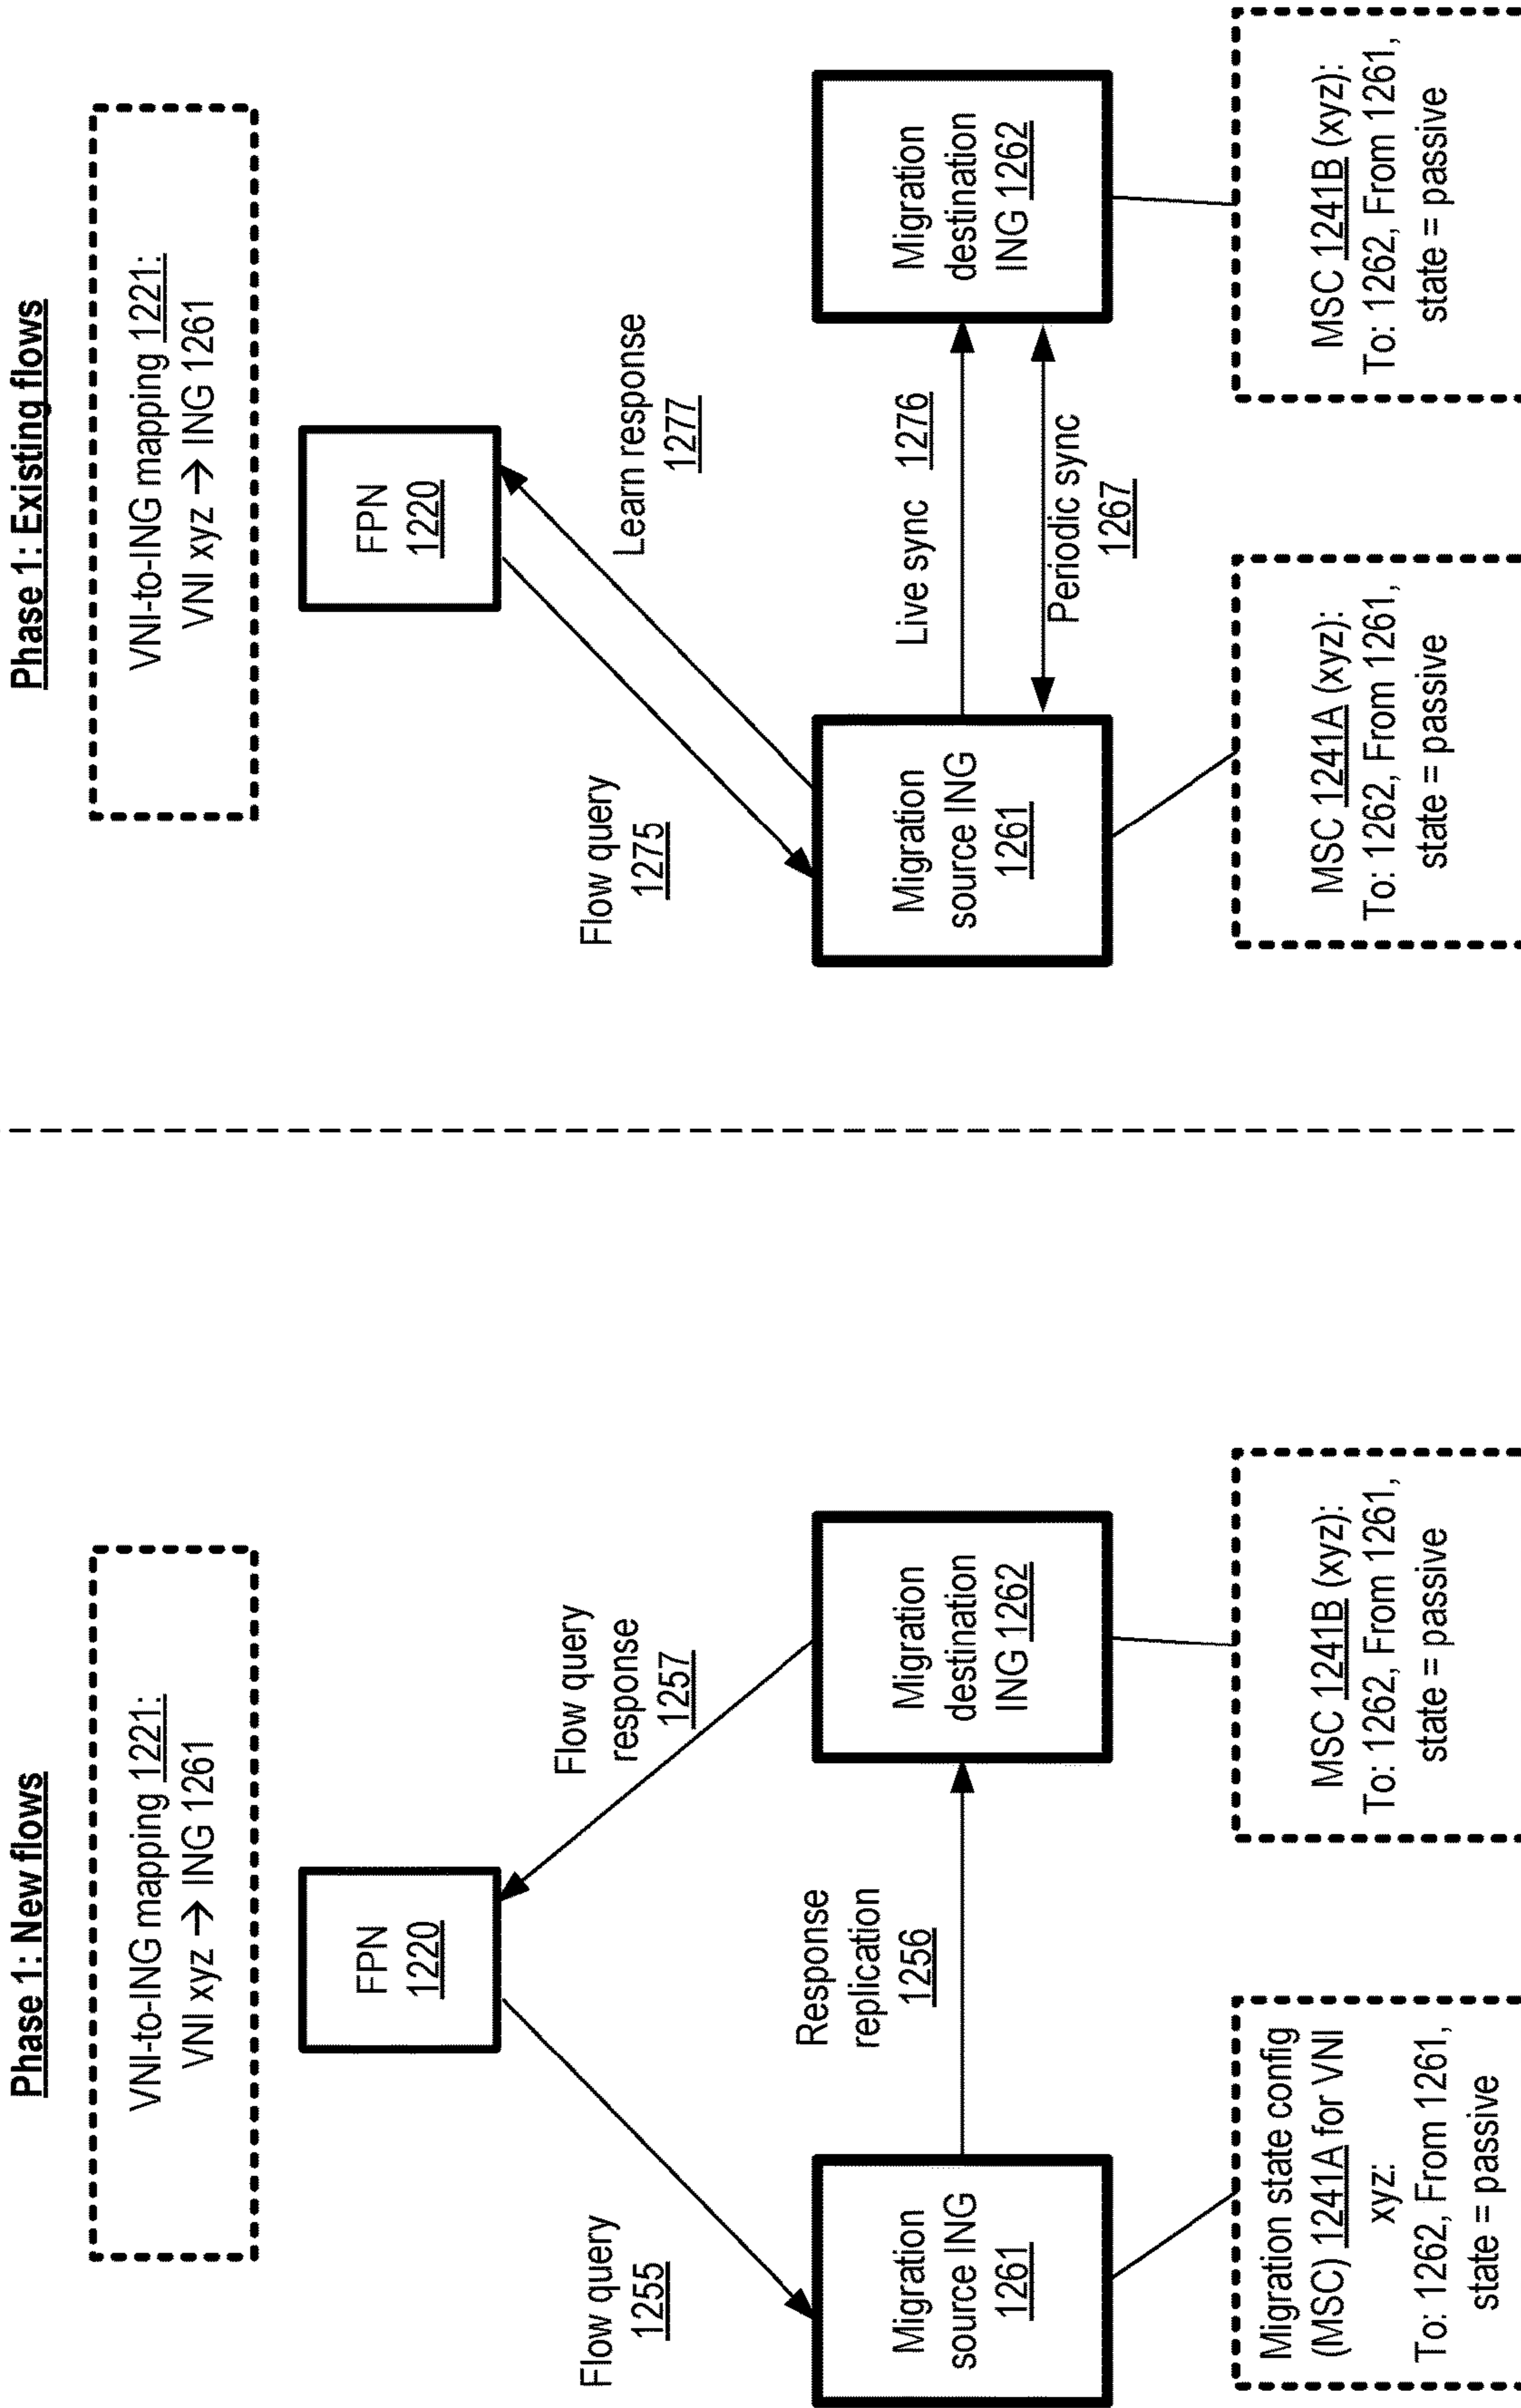 Phase 1: New flows
VNI-to-ING mapping 1221:
VNI xyz → ING 1261
FPN
1220
Flow query
1255
Flow query
response
1257
Migration
source ING
1261
Response
replication
1256
Migration
destination
ING 1262
Migration state config
(MSC) 1241A for VNI
xyz:
To: 1262, From 1261,
state = passive
MSC 1241B (xyz):
To: 1262, From 1261,
state = passive
Phase 1: Existing flows
VNI-to-ING mapping 1221:
VNI xyz → ING 1261
FPN
1220
Flow query
1275
Learn response
1277
Migration
source ING
1261
Live sync 1276
Periodic sync
1267
Migration
destination
ING 1262
MSC 1241A (xyz):
To: 1262, From 1261,
state = passive
MSC 1241B (xyz):
To: 1262, From 1261,
state = passive